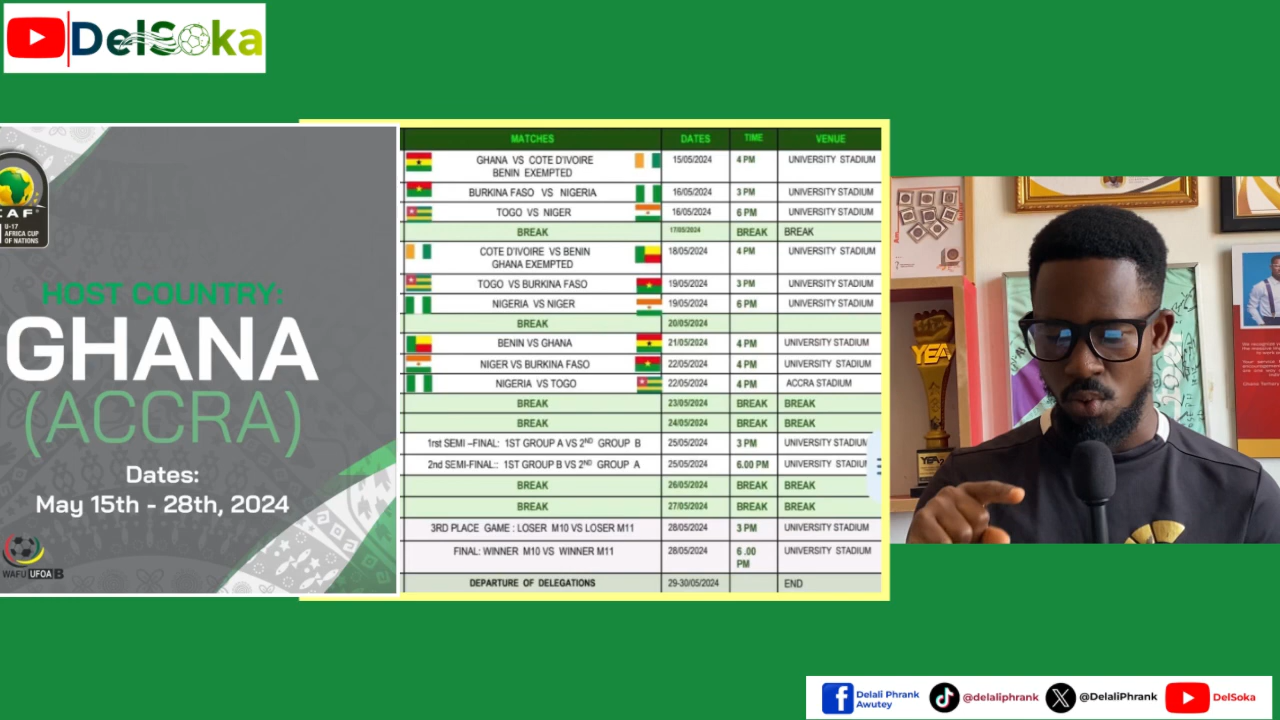 DelSoka
CAF
U-17
AFRICA CUP
OF NATIONS
HOST COUNTRY:
GHANA
(ACCRA)
Dates:
May 15th - 28th, 2024
WAFU UFOA B
MATCHES DATES TIME VENUE
GHANA VS COTE D'IVOIRE 15/05/2024 4 PM UNIVERSITY STADIUM
BENIN EXEMPTED
BURKINA FASO VS NIGERIA 16/05/2024 3 PM UNIVERSITY STADIUM
TOGO VS NIGER 16/05/2024 6 PM UNIVERSITY STADIUM
BREAK 17/05/2024 BREAK BREAK
COTE D'IVOIRE VS BENIN 18/05/2024 4 PM UNIVERSITY STADIUM
GHANA EXEMPTED
TOGO VS BURKINA FASO 19/05/2024 3 PM UNIVERSITY STADIUM
NIGERIA VS NIGER 19/05/2024 6 PM UNIVERSITY STADIUM
BREAK 20/05/2024
BENIN VS GHANA 21/05/2024 4 PM UNIVERSITY STADIUM
NIGER VS BURKINA FASO 22/05/2024 4 PM UNIVERSITY STADIUM
NIGERIA VS TOGO 22/05/2024 4 PM ACCRA STADIUM
BREAK 23/05/2024 BREAK BREAK
BREAK 24/05/2024 BREAK BREAK
1rst SEMI –FINAL: 1ST GROUP A VS 2ND GROUP B 25/05/2024 3 PM UNIVERSITY STADIUM
2nd SEMI-FINAL:: 1ST GROUP B VS 2ND GROUP A 25/05/2024 6.00 PM UNIVERSITY STADIUM
BREAK 26/05/2024 BREAK BREAK
BREAK 27/05/2024 BREAK BREAK
3RD PLACE GAME : LOSER M10 VS LOSER M11 28/05/2024 3 PM UNIVERSITY STADIUM
FINAL: WINNER M10 VS WINNER M11 28/05/2024 6 .00 UNIVERSITY STADIUM
PM
DEPARTURE OF DELEGATIONS 29-30/05/2024 END
YEA
YEA
Delali Phrank
Awutey
@delaliphrank
@DelaliPhrank
DelSoka